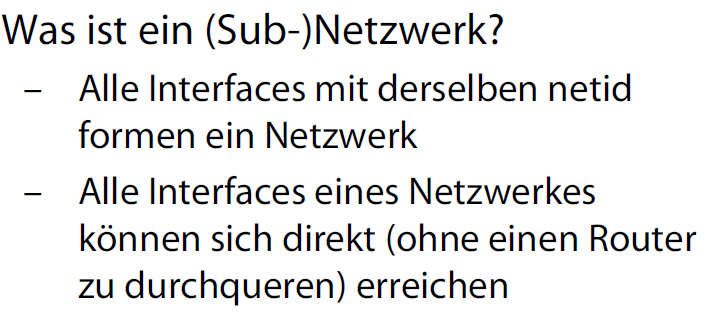 Was ist ein (Sub-)Netzwerk?
– Alle Interfaces mit derselben netid
formen ein Netzwerk
– Alle Interfaces eines Netzwerkes
können sich direkt (ohne einen Router
zu durchqueren) erreichen